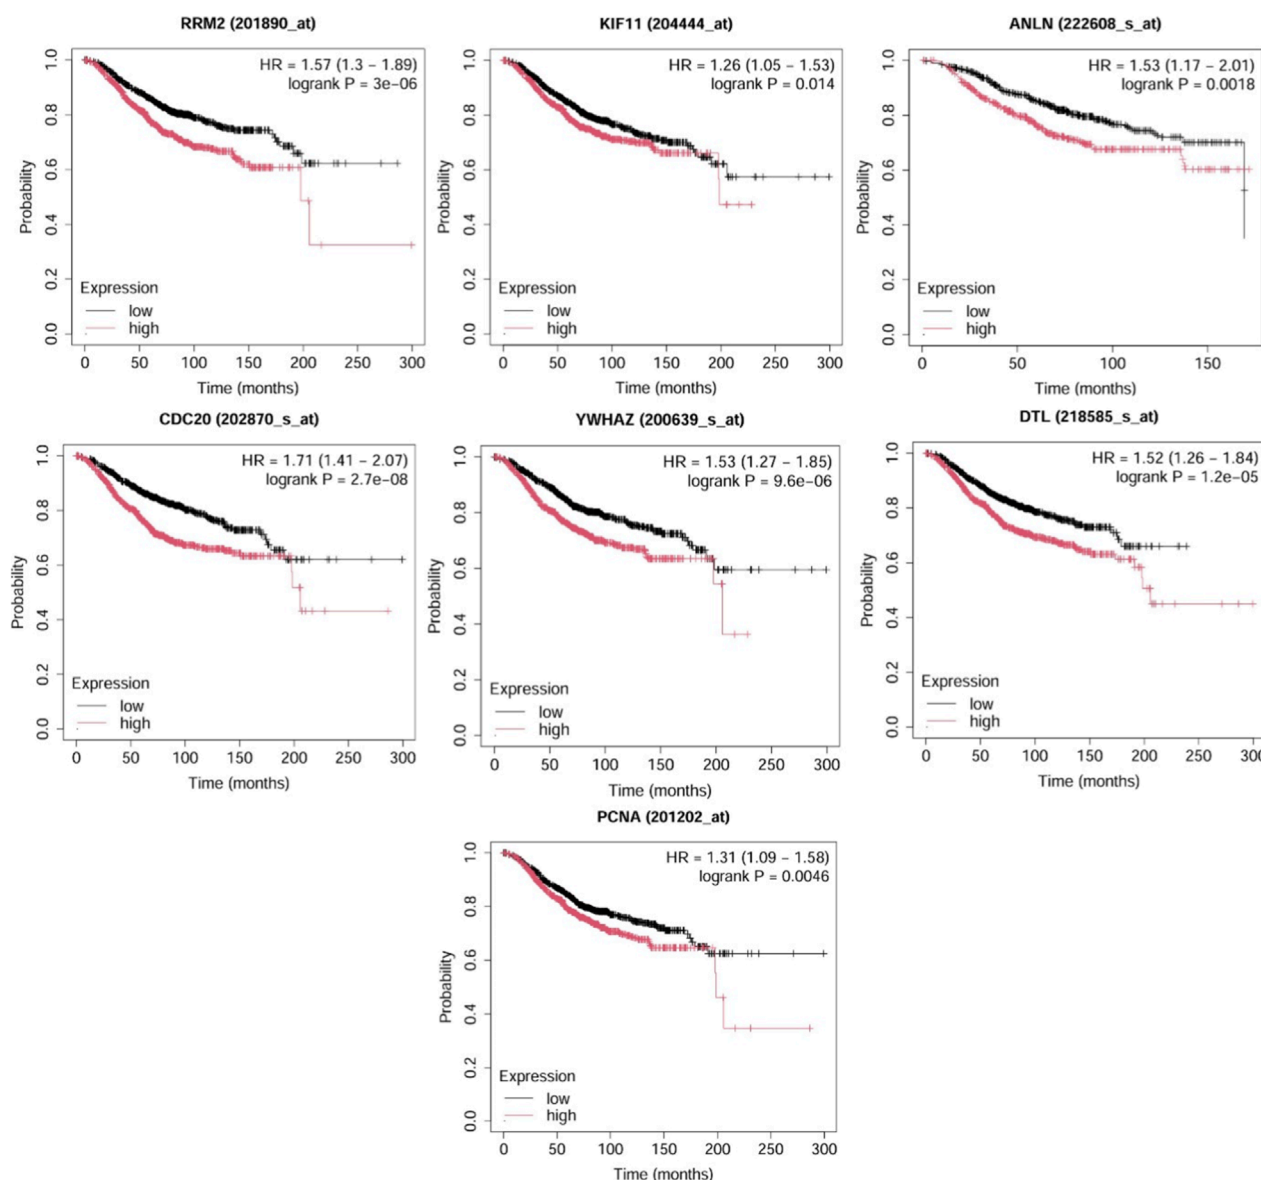 RRM2 (201890_at)
HR = 1.57 (1.3 – 1.89)
logrank P = 3e−06
Probability
0.0 0.2 0.4 0.6 0.8 1.0
Expression
low
high
0 50 100 150 200 250 300
Time (months)
KIF11 (204444_at)
HR = 1.26 (1.05 – 1.53)
logrank P = 0.014
Probability
0.0 0.2 0.4 0.6 0.8 1.0
Expression
low
high
0 50 100 150 200 250 300
Time (months)
ANLN (222608_s_at)
HR = 1.53 (1.17 – 2.01)
logrank P = 0.0018
Probability
0.0 0.2 0.4 0.6 0.8 1.0
Expression
low
high
0 50 100 150
Time (months)
CDC20 (202870_s_at)
HR = 1.71 (1.41 – 2.07)
logrank P = 2.7e−08
Probability
0.0 0.2 0.4 0.6 0.8 1.0
Expression
low
high
0 50 100 150 200 250 300
Time (months)
YWHAZ (200639_s_at)
HR = 1.53 (1.27 – 1.85)
logrank P = 9.6e−06
Probability
0.0 0.2 0.4 0.6 0.8 1.0
Expression
low
high
0 50 100 150 200 250 300
Time (months)
DTL (218585_s_at)
HR = 1.52 (1.26 – 1.84)
logrank P = 1.2e−05
Probability
0.0 0.2 0.4 0.6 0.8 1.0
Expression
low
high
0 50 100 150 200 250 300
Time (months)
PCNA (201202_at)
HR = 1.31 (1.09 – 1.58)
logrank P = 0.0046
Probability
0.0 0.2 0.4 0.6 0.8 1.0
Expression
low
high
0 50 100 150 200 250 300
Time (months)